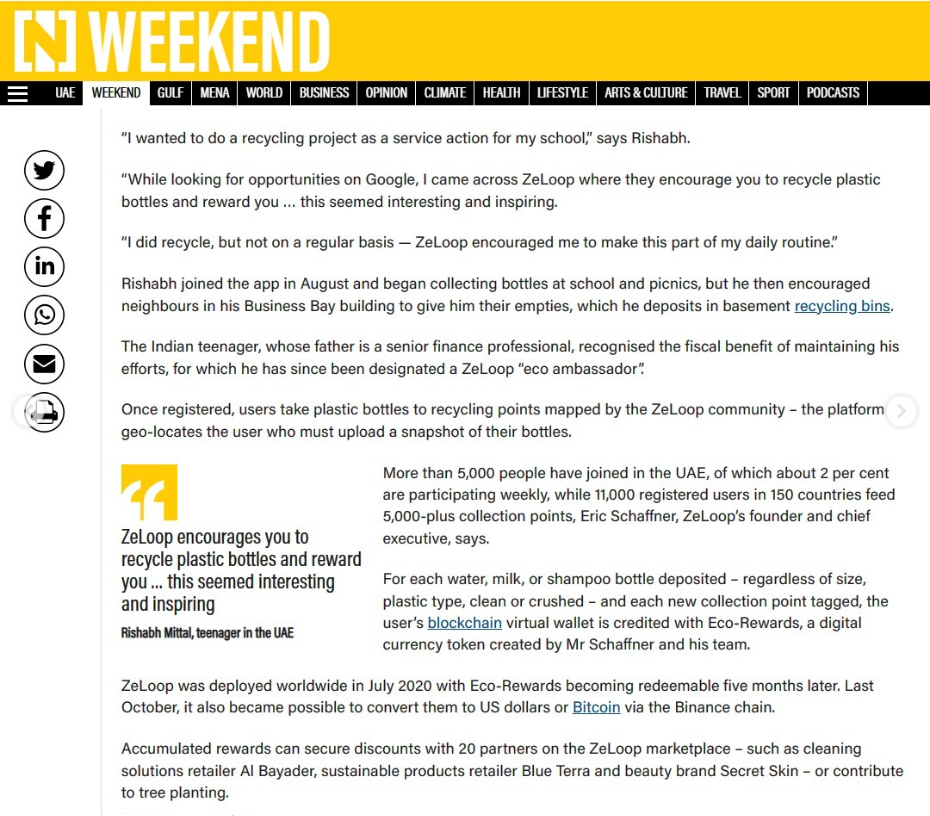 [N] WEEKEND
UAE WEEKEND GULF MENA WORLD BUSINESS OPINION CLIMATE HEALTH LIFESTYLE ARTS & CULTURE TRAVEL SPORT PODCASTS
“I wanted to do a recycling project as a service action for my school,” says Rishabh.
“While looking for opportunities on Google, I came across ZeLoop where they encourage you to recycle plastic
bottles and reward you … this seemed interesting and inspiring.
“I did recycle, but not on a regular basis — ZeLoop encouraged me to make this part of my daily routine.”
Rishabh joined the app in August and began collecting bottles at school and picnics, but he then encouraged
neighbours in his Business Bay building to give him their empties, which he deposits in basement recycling bins.
The Indian teenager, whose father is a senior finance professional, recognised the fiscal benefit of maintaining his
efforts, for which he has since been designated a ZeLoop “eco ambassador”.
Once registered, users take plastic bottles to recycling points mapped by the ZeLoop community – the platform
geo-locates the user who must upload a snapshot of their bottles.
“
ZeLoop encourages you to
recycle plastic bottles and reward
you … this seemed interesting
and inspiring
Rishabh Mittal, teenager in the UAE
More than 5,000 people have joined in the UAE, of which about 2 per cent
are participating weekly, while 11,000 registered users in 150 countries feed
5,000-plus collection points, Eric Schaffner, ZeLoop’s founder and chief
executive, says.
For each water, milk, or shampoo bottle deposited – regardless of size,
plastic type, clean or crushed – and each new collection point tagged, the
user’s blockchain virtual wallet is credited with Eco-Rewards, a digital
currency token created by Mr Schaffner and his team.
ZeLoop was deployed worldwide in July 2020 with Eco-Rewards becoming redeemable five months later. Last
October, it also became possible to convert them to US dollars or Bitcoin via the Binance chain.
Accumulated rewards can secure discounts with 20 partners on the ZeLoop marketplace – such as cleaning
solutions retailer Al Bayader, sustainable products retailer Blue Terra and beauty brand Secret Skin – or contribute
to tree planting.